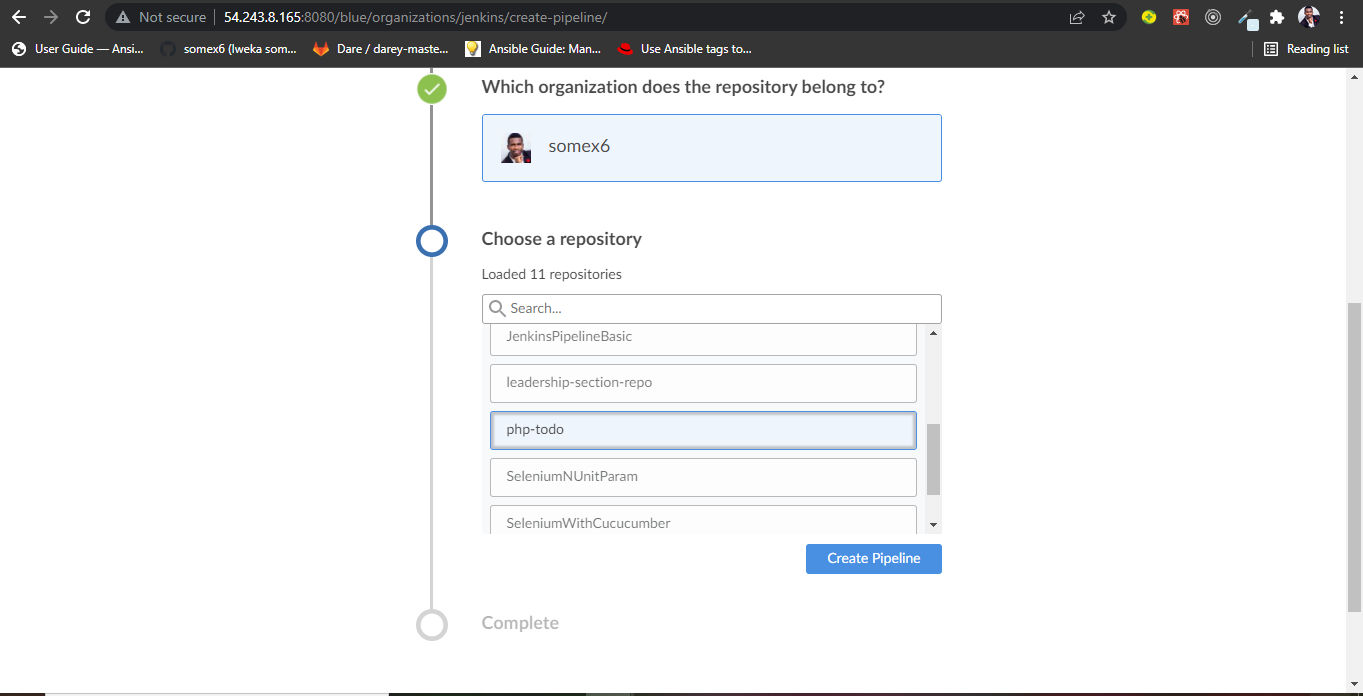 Not secure
54.243.8.165:8080/blue/organizations/jenkins/create-pipeline/
User Guide — Ansi...
somex6 (Iweka som...
Dare / darey-maste...
Ansible Guide: Man...
Use Ansible tags to...
Reading list
Which organization does the repository belong to?
somex6
Choose a repository
Loaded 11 repositories
Search...
JenkinsPipelineBasic
leadership-section-repo
php-todo
SeleniumNUnitParam
SeleniumWithCucucumber
Create Pipeline
Complete